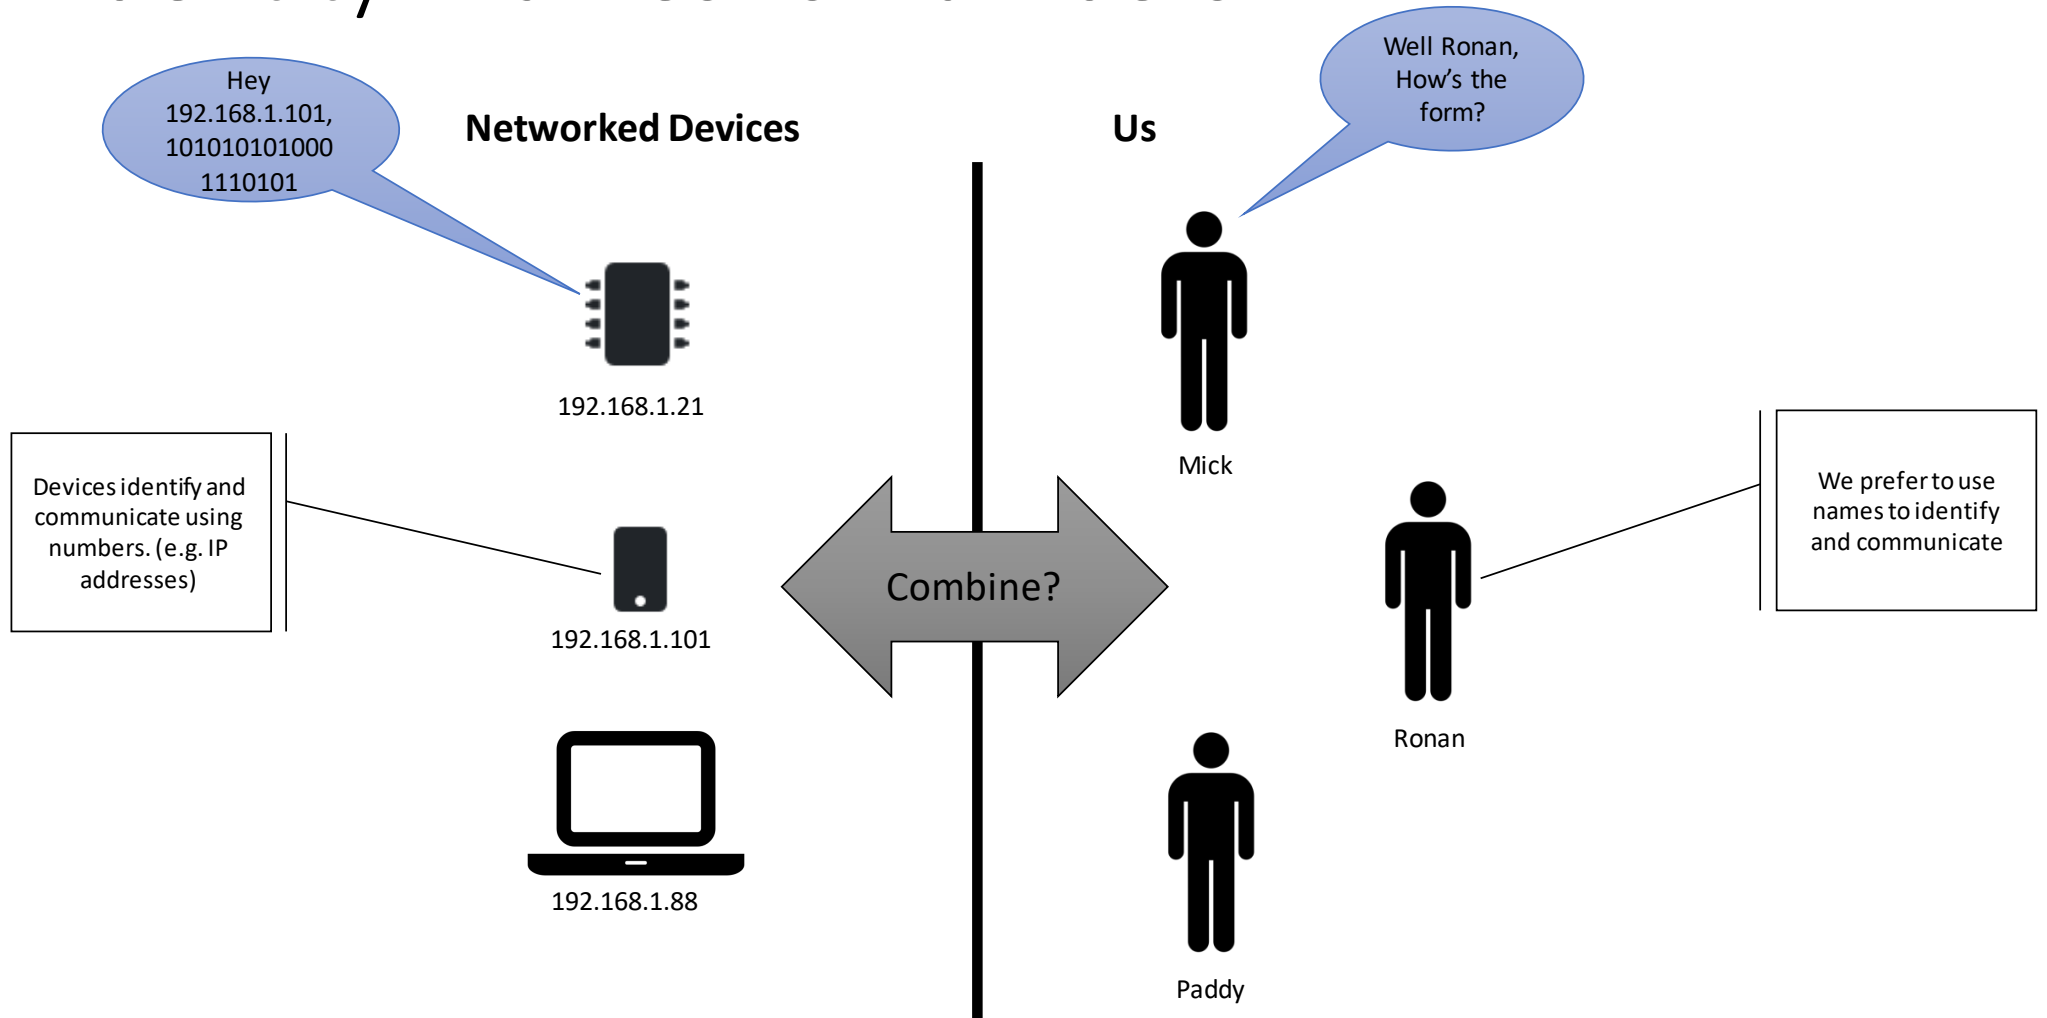 Hey
192.168.1.101,
101010101000
1110101
Networked Devices
Us
Well Ronan,
How’s the
form?
192.168.1.21
Mick
Devices identify and
communicate using
numbers. (e.g. IP
addresses)
We prefer to use
names to identify
and communicate
Combine?
192.168.1.101
Ronan
192.168.1.88
Paddy